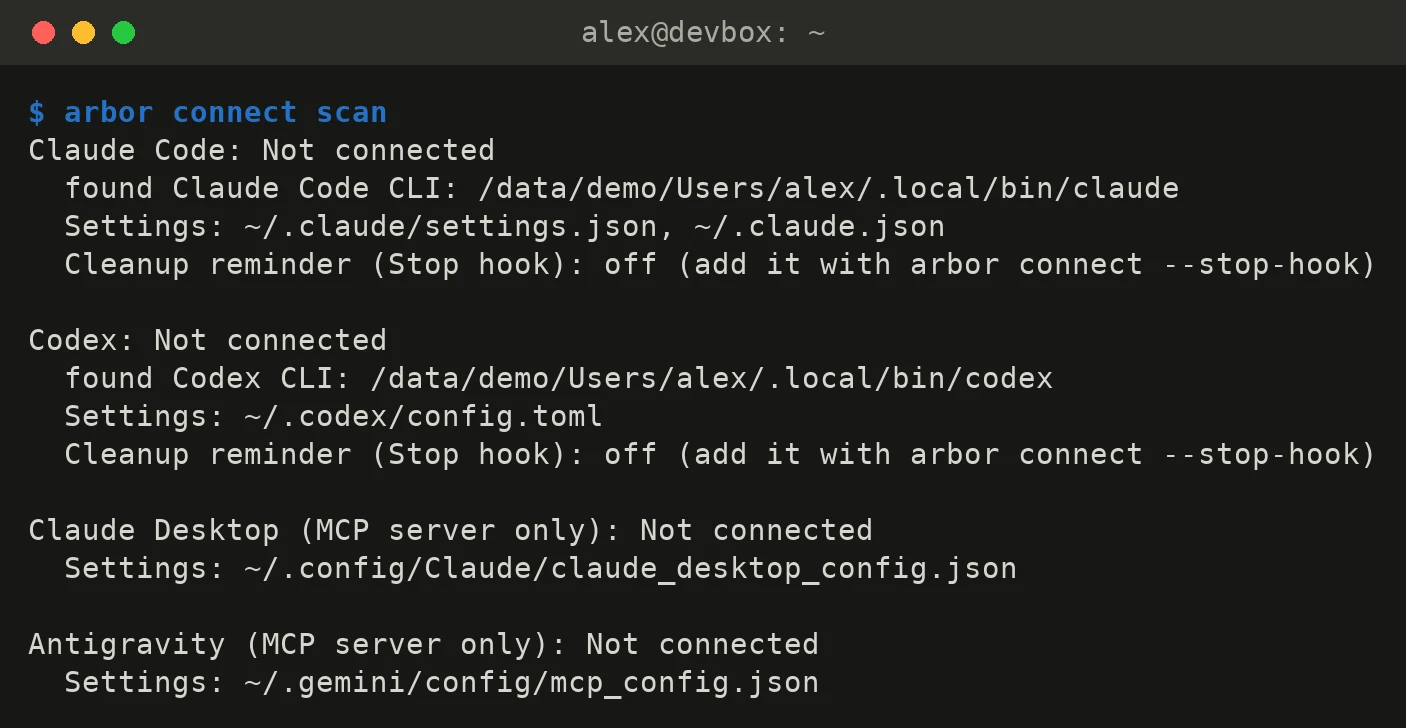 alex@devbox: ~
$ arbor connect scan
Claude Code: Not connected
  found Claude Code CLI: /data/demo/Users/alex/.local/bin/claude
  Settings: ~/.claude/settings.json, ~/.claude.json
  Cleanup reminder (Stop hook): off (add it with arbor connect --stop-hook)

Codex: Not connected
  found Codex CLI: /data/demo/Users/alex/.local/bin/codex
  Settings: ~/.codex/config.toml
  Cleanup reminder (Stop hook): off (add it with arbor connect --stop-hook)

Claude Desktop (MCP server only): Not connected
  Settings: ~/.config/Claude/claude_desktop_config.json

Antigravity (MCP server only): Not connected
  Settings: ~/.gemini/config/mcp_config.json